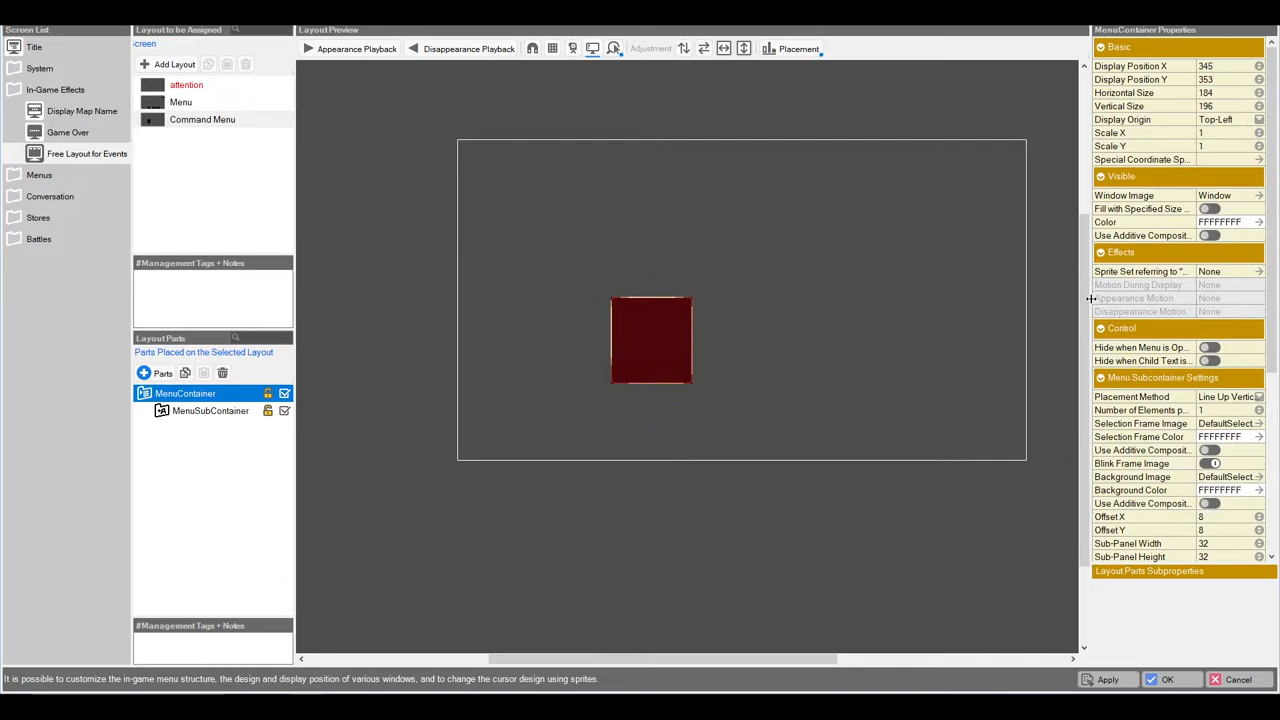 Screen List
Title
System
In-Game Effects
Display Map Name
Game Over
Free Layout for Events
Menus
Conversation
Stores
Battles
Layout to be Assigned
Screen
Add Layout
attention
Menu
Command Menu
#Management Tags + Notes
Layout Parts
Parts Placed on the Selected Layout
Parts
MenuContainer
MenuSubContainer
#Management Tags + Notes
Layout Preview
Appearance Playback
Disappearance Playback
Adjustment
Placement
MenuContainer Properties
Basic
Display Position X 345
Display Position Y 353
Horizontal Size 184
Vertical Size 196
Display Origin Top-Left
Scale X 1
Scale Y 1
Special Coordinate Sp...
Visible
Window Image Window
Fill with Specified Size ...
Color FFFFFFFF
Use Additive Composit...
Effects
Sprite Set referring to "... None
Motion During Display None
Appearance Motion None
Disappearance Motion None
Control
Hide when Menu is Op...
Hide when Child Text is...
Menu Subcontainer Settings
Placement Method Line Up Vertic
Number of Elements p... 1
Selection Frame Image DefaultSelect...
Selection Frame Color FFFFFFFF
Use Additive Composit...
Blink Frame Image
Background Image DefaultSelect...
Background Color FFFFFFFF
Use Additive Composit...
Offset X 8
Offset Y 8
Sub-Panel Width 32
Sub-Panel Height 32
Layout Parts Subproperties
It is possible to customize the in-game menu structure, the design and display position of various windows, and to change the cursor design using sprites.
Apply OK Cancel